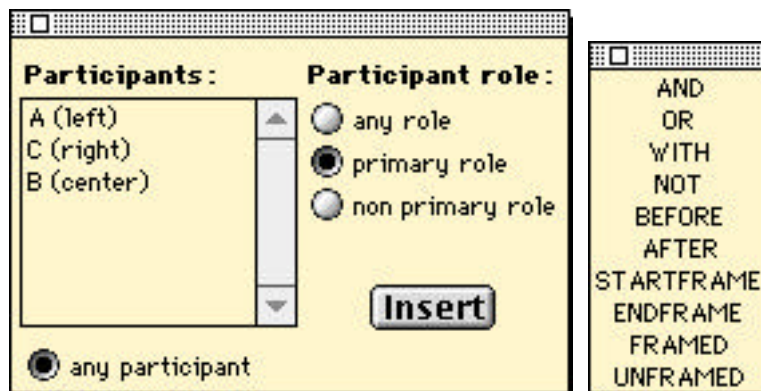 Participants:
A (left)
C (right)
B (center)
any participant
Participant role:
any role
primary role
non primary role
Insert
AND
OR
WITH
NOT
BEFORE
AFTER
STARTFRAME
ENDFRAME
FRAMED
UNFRAMED